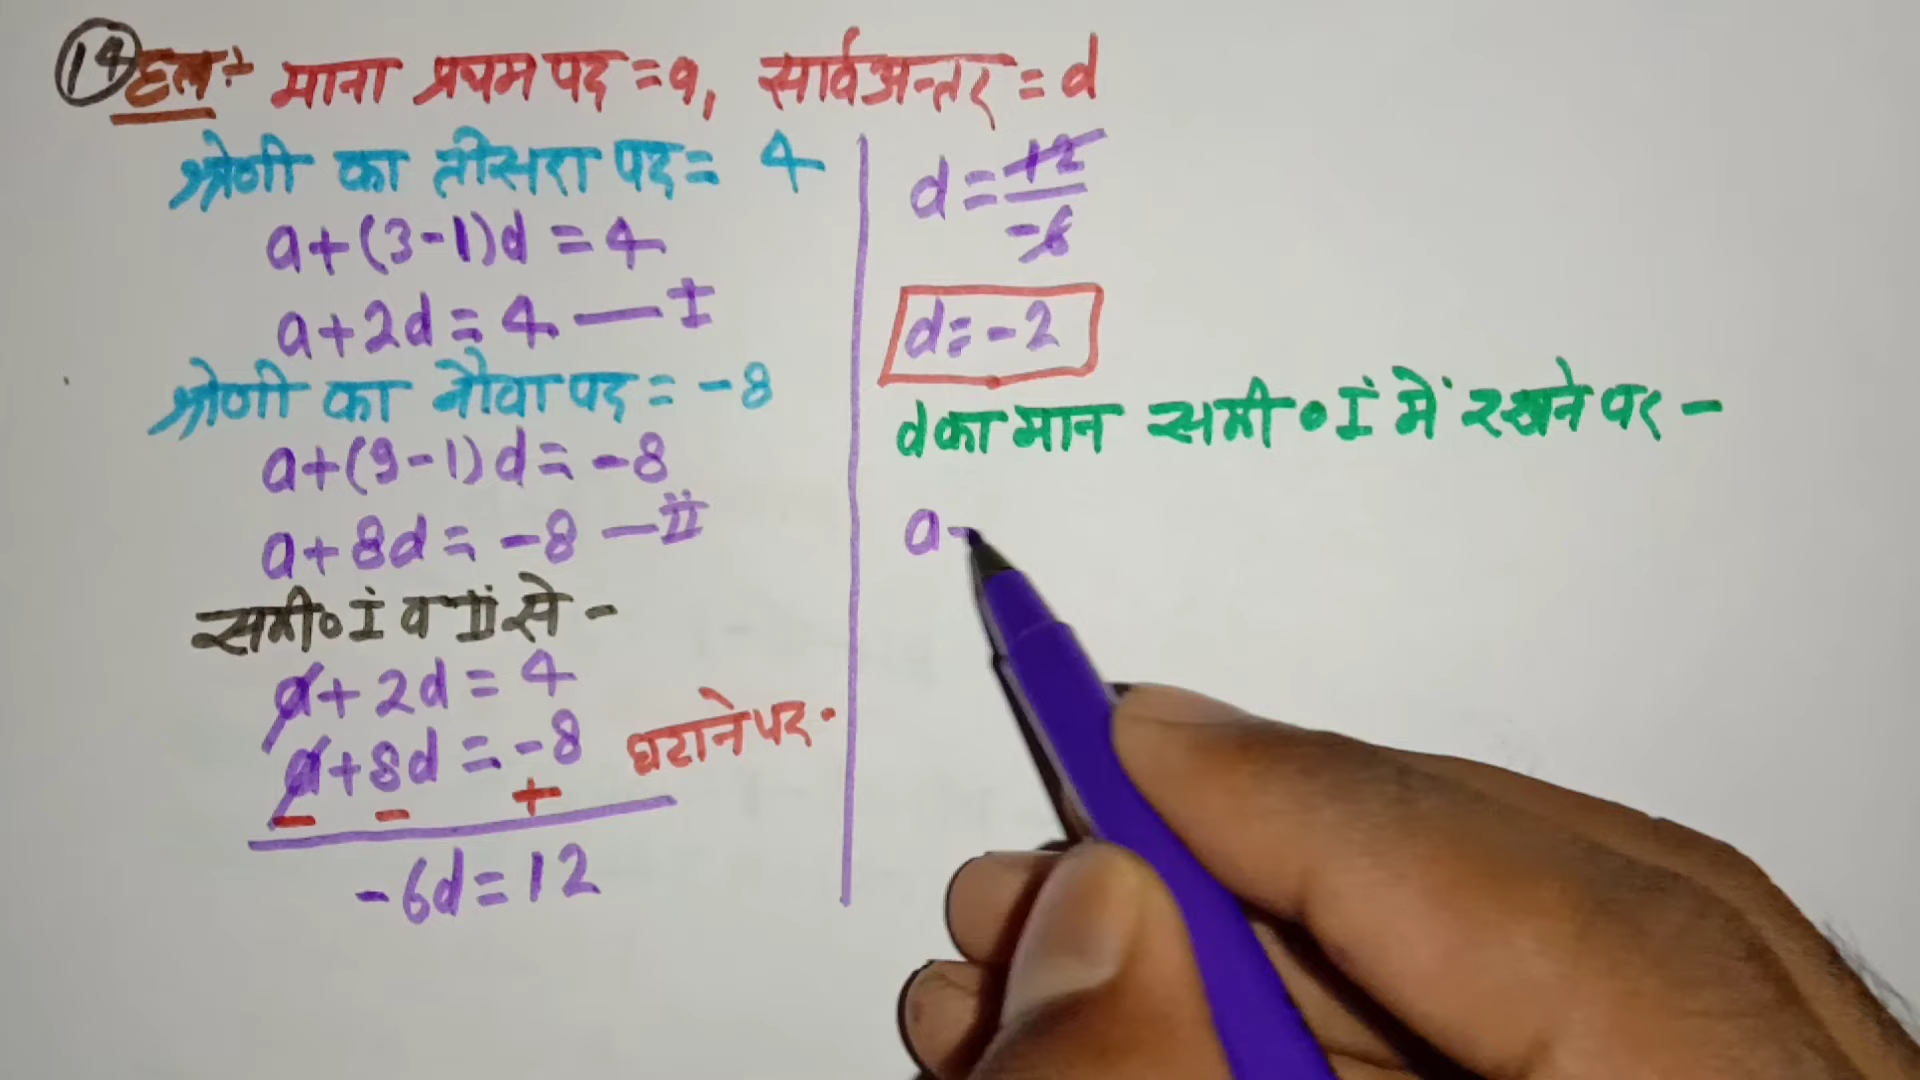 14 हल÷ माना प्रथम पद = a, सार्वअन्तर = d
श्रेणी का तीसरा पद = 4
a+(3-1)d = 4
a+2d = 4 — I
श्रेणी का नौवा पद = -8
a+(9-1)d = -8
a+8d = -8 — II
समी० I व II से -
a+2d = 4
a+8d = -8 घटाने पर -
- - +
-6d = 12
d = 12/-6
d = -2
d का मान समी० I में रखने पर -
a-